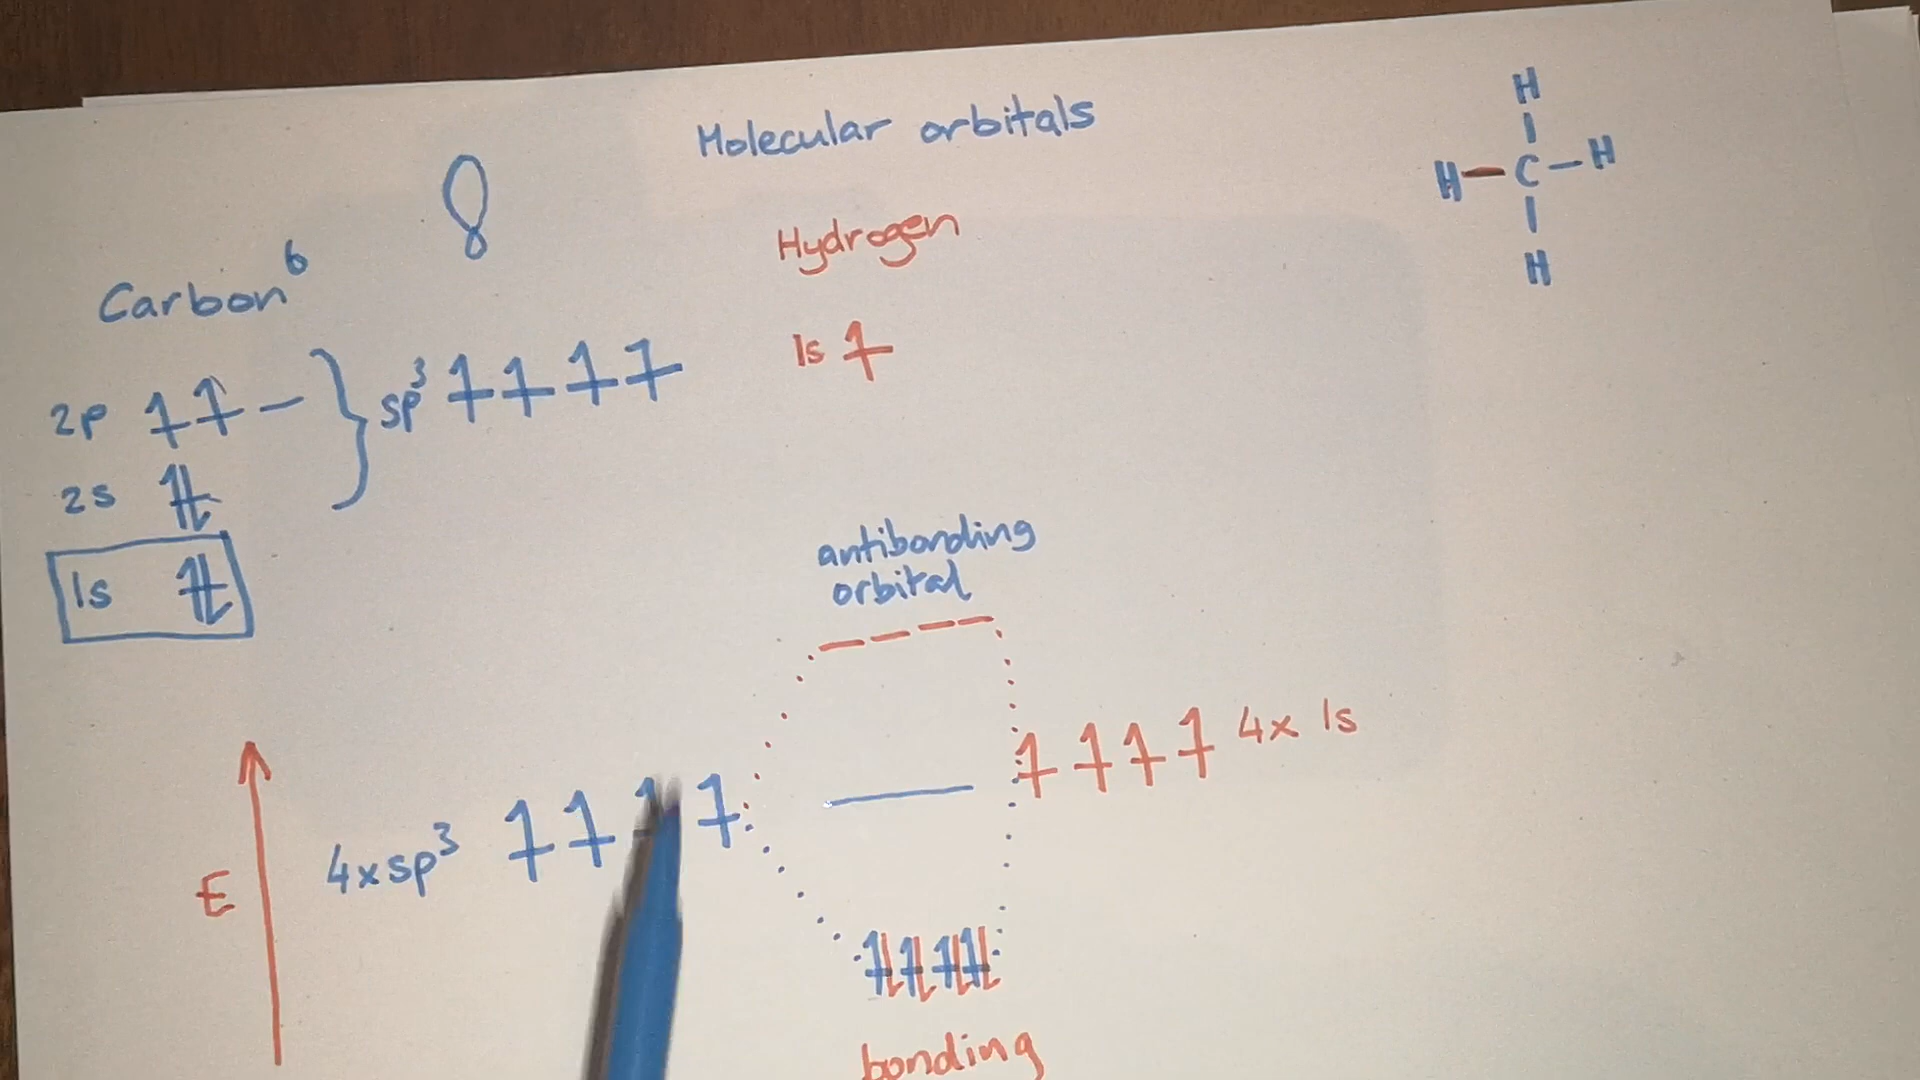 Molecular orbitals
H
H C H
H
Carbon 6
Hydrogen
2p
sp3
1s
2s
1s
antibonding
orbital
4x 1s
4xsp3
E
bonding